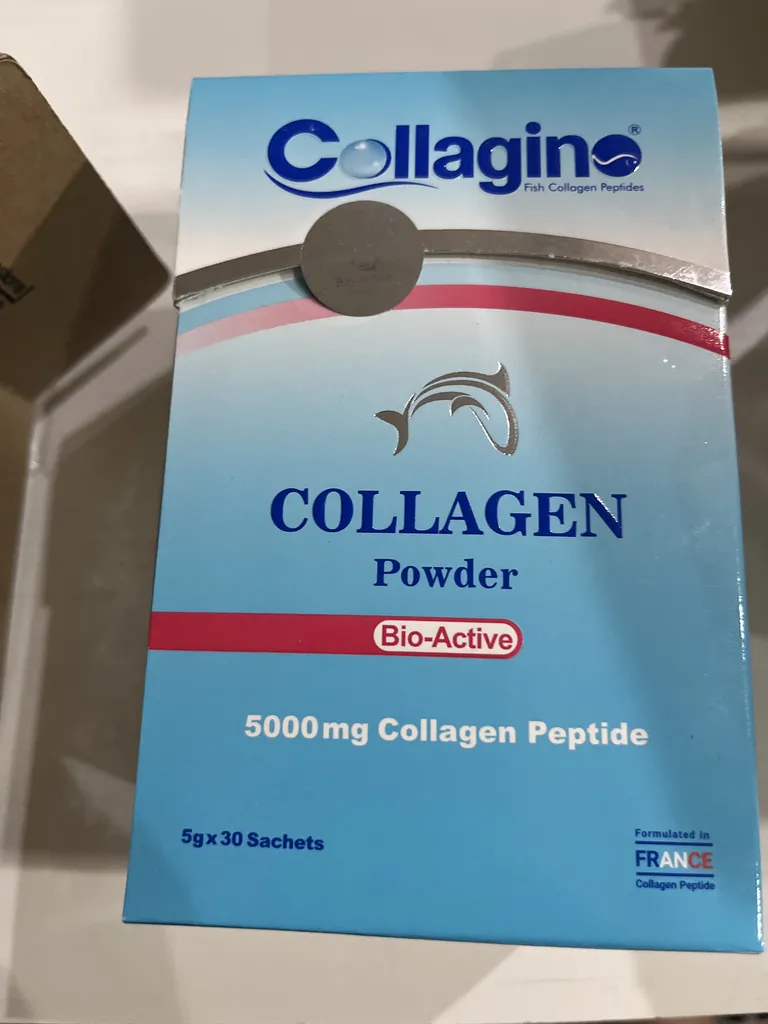 Collagino®
Fish Collagen Peptides
COLLAGEN
Powder
Bio-Active
5000mg Collagen Peptide
5g x 30 Sachets
Formulated in
FRANCE
Collagen Peptide